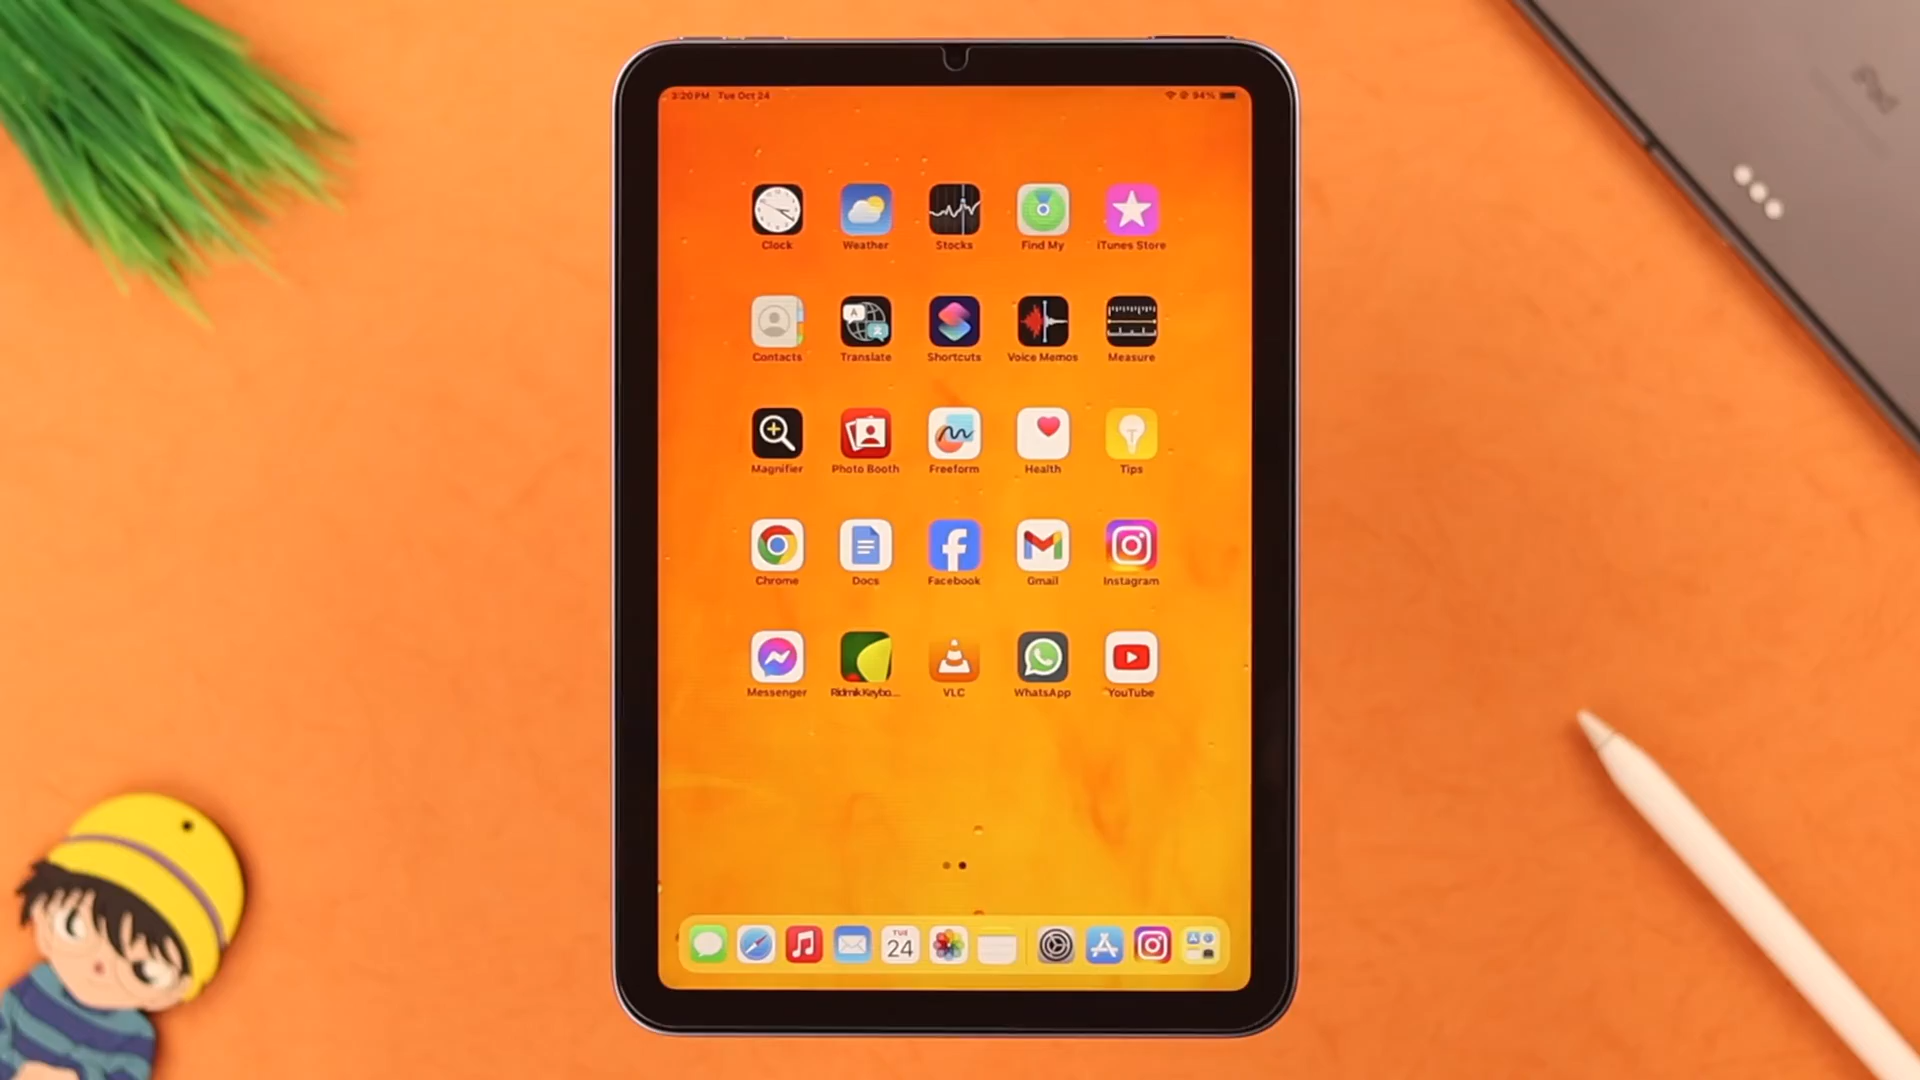 3:20 PM Tue Oct 24 94%
Clock Weather Stocks Find My iTunes Store
Contacts Translate Shortcuts Voice Memos Measure
Magnifier Photo Booth Freeform Health Tips
Chrome Docs Facebook Gmail Instagram
Messenger Ridmik Keybo... VLC WhatsApp YouTube
TUE
24